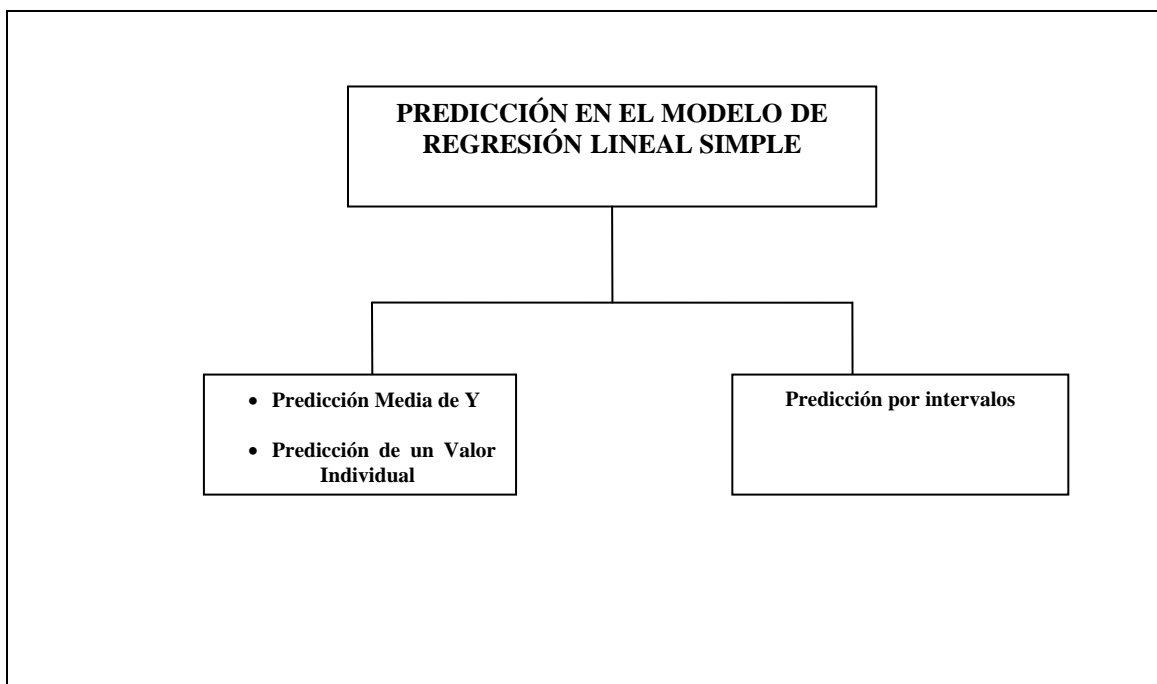 PREDICCIÓN EN EL MODELO DE
REGRESIÓN LINEAL SIMPLE
• Predicción Media de Y
• Predicción de un Valor
Individual
Predicción por intervalos